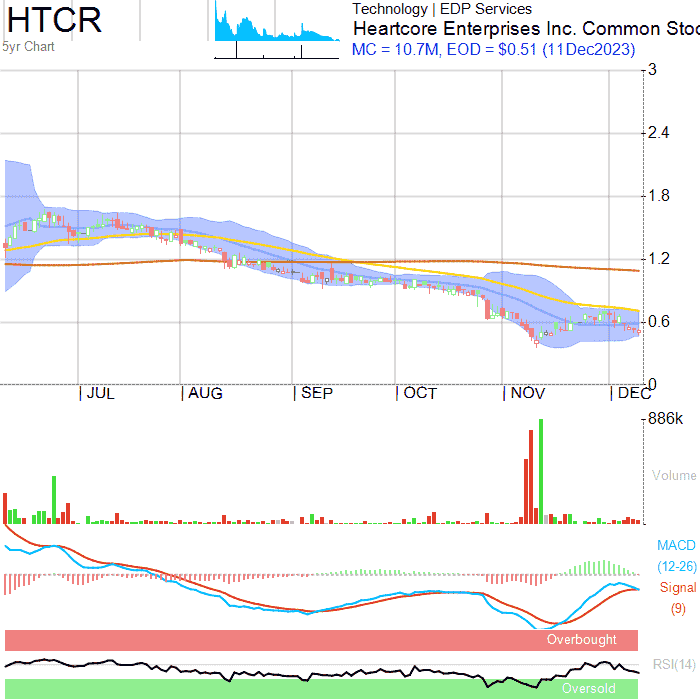 HTCR
5yr Chart
Technology | EDP Services
Heartcore Enterprises Inc. Common Stoc
MC = 10.7M, EOD = $0.51 (11Dec2023)
3
2.4
1.8
1.2
0.6
0
JUL AUG SEP OCT NOV DEC
886k
Volume
MACD
(12-26)
Signal
(9)
Overbought
RSI(14)
Oversold